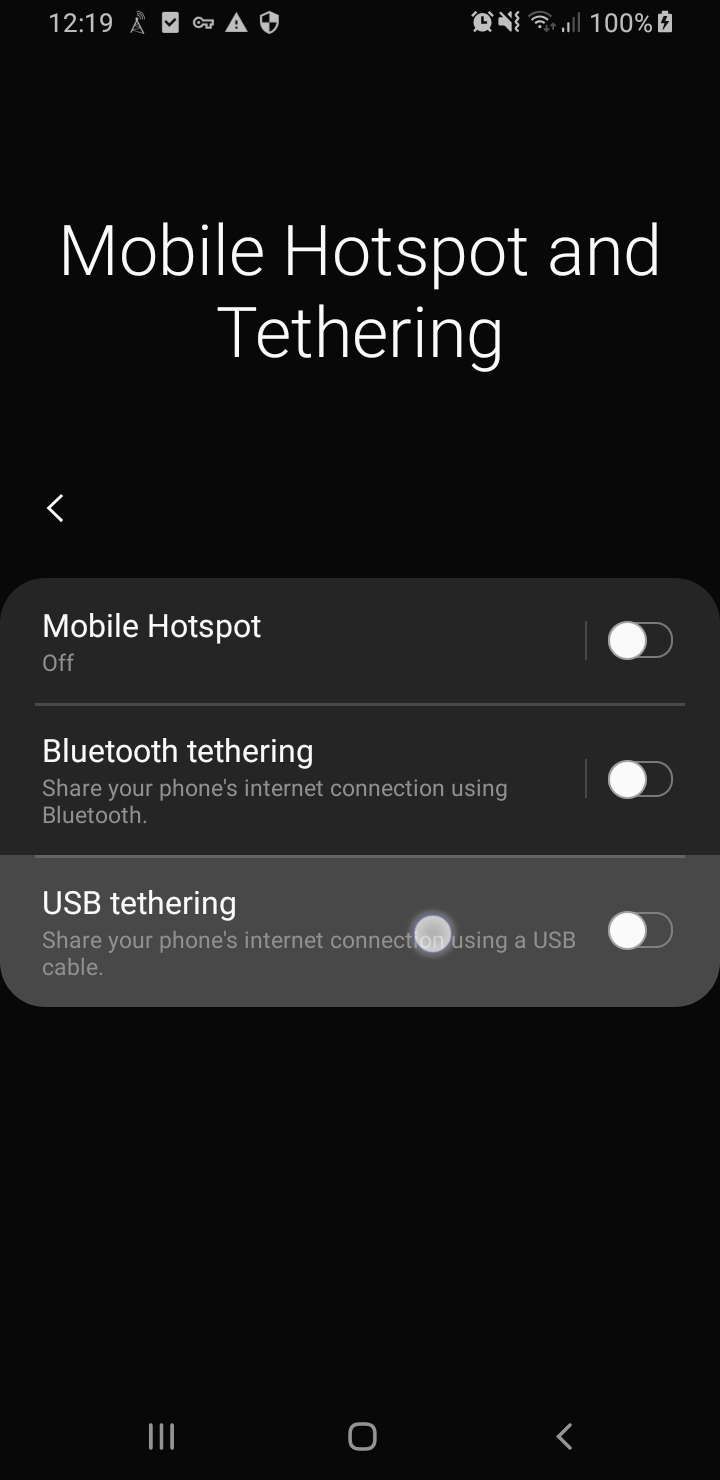 12:19 100%
Mobile Hotspot and
Tethering
Mobile Hotspot
Off
Bluetooth tethering
Share your phone's internet connection using
Bluetooth.
USB tethering
Share your phone's internet connection using a USB
cable.